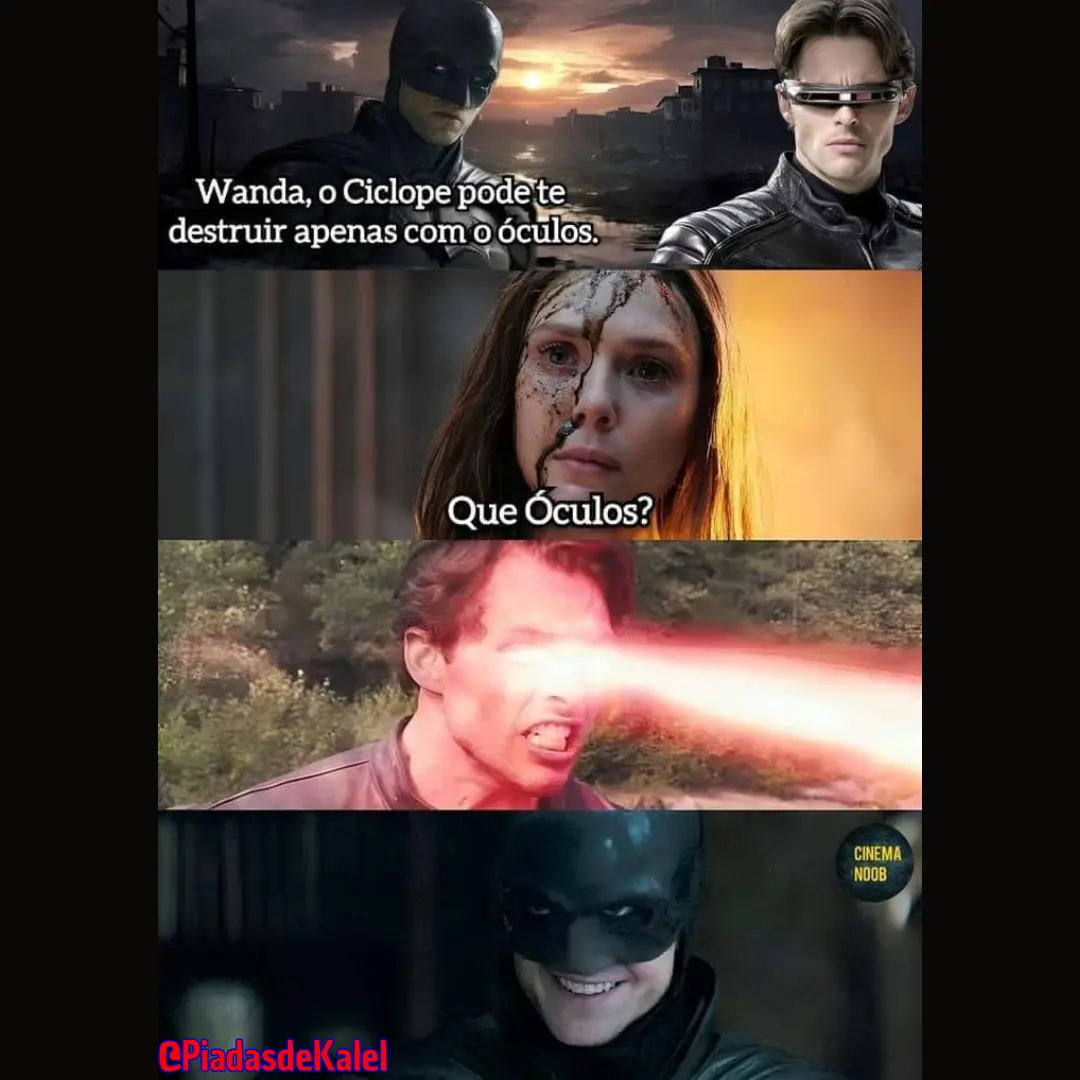 Wanda, o Ciclope pode te
destruir apenas com o óculos.
Que Óculos?
CINEMA
NOOB
@PiadasdeKalel